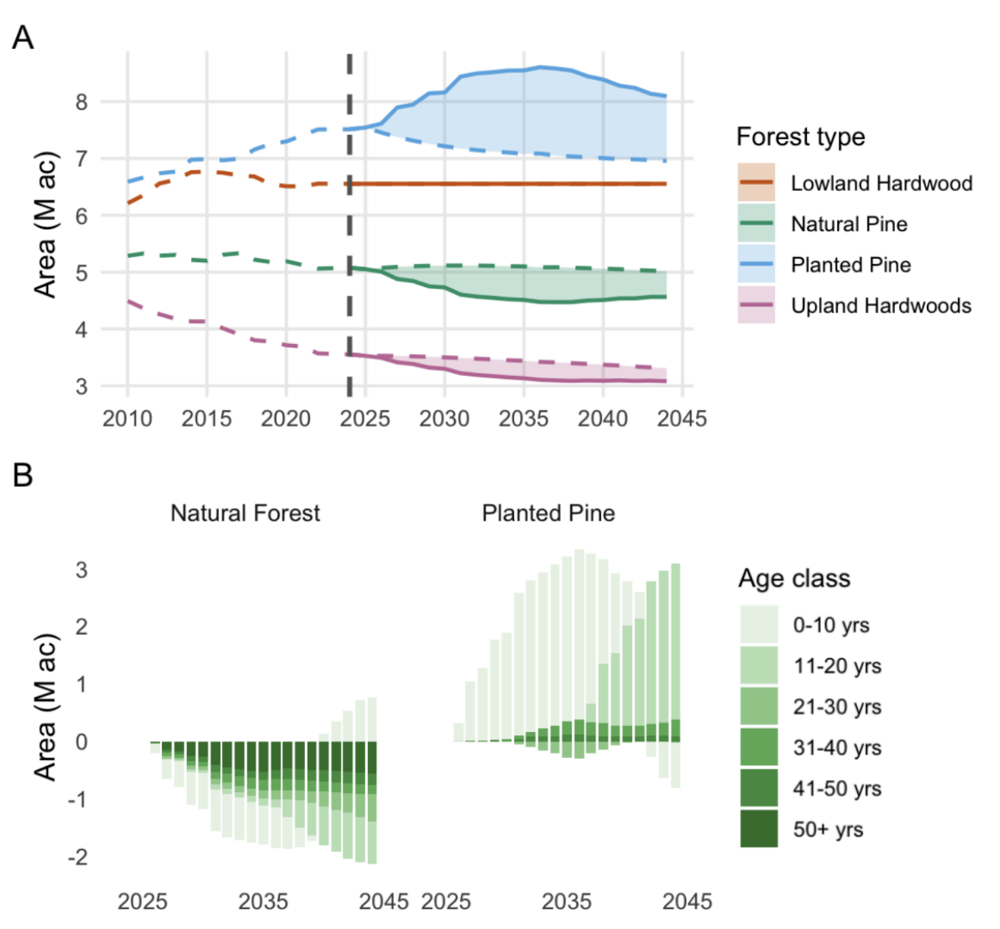 A
Area (M ac)
8
7
6
5
4
3
2010 2015 2020 2025 2030 2035 2040 2045
Forest type
Lowland Hardwood
Natural Pine
Planted Pine
Upland Hardwoods
B
Natural Forest Planted Pine
Area (M ac)
3
2
1
0
-1
-2
2025 2035 2045 2025 2035 2045
Age class
0-10 yrs
11-20 yrs
21-30 yrs
31-40 yrs
41-50 yrs
50+ yrs